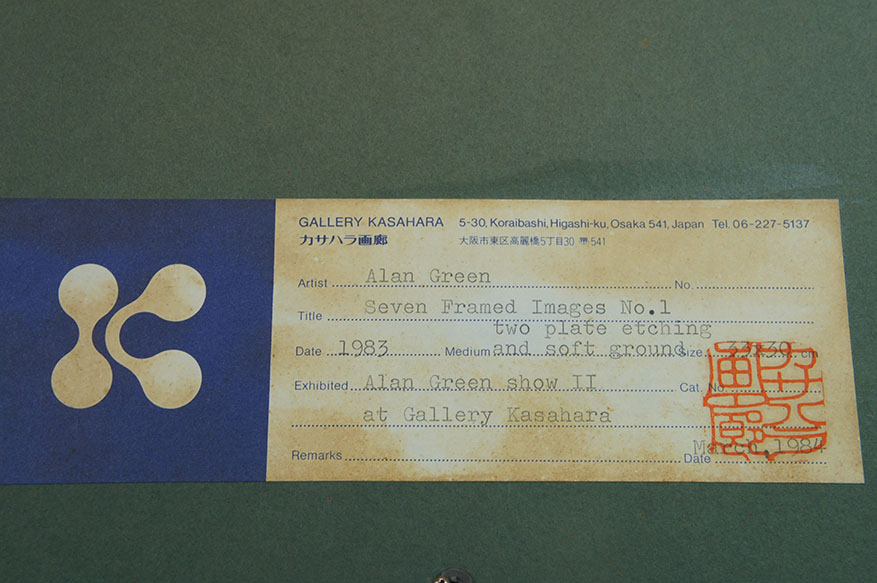 GALLERY KASAHARA 5-30, Koraibashi, Higashi-ku, Osaka 541, Japan Tel. 06-227-5137
カサハラ画廊 大阪市東区高麗橋5丁目30 〠541
Artist Alan Green No.
Title Seven Framed Images No.1
two plate etching
Date 1983 Medium and soft ground Size 33×30 cm
Exhibited Alan Green show II Cat. No.
at Gallery Kasahara
March,1984
Remarks Date